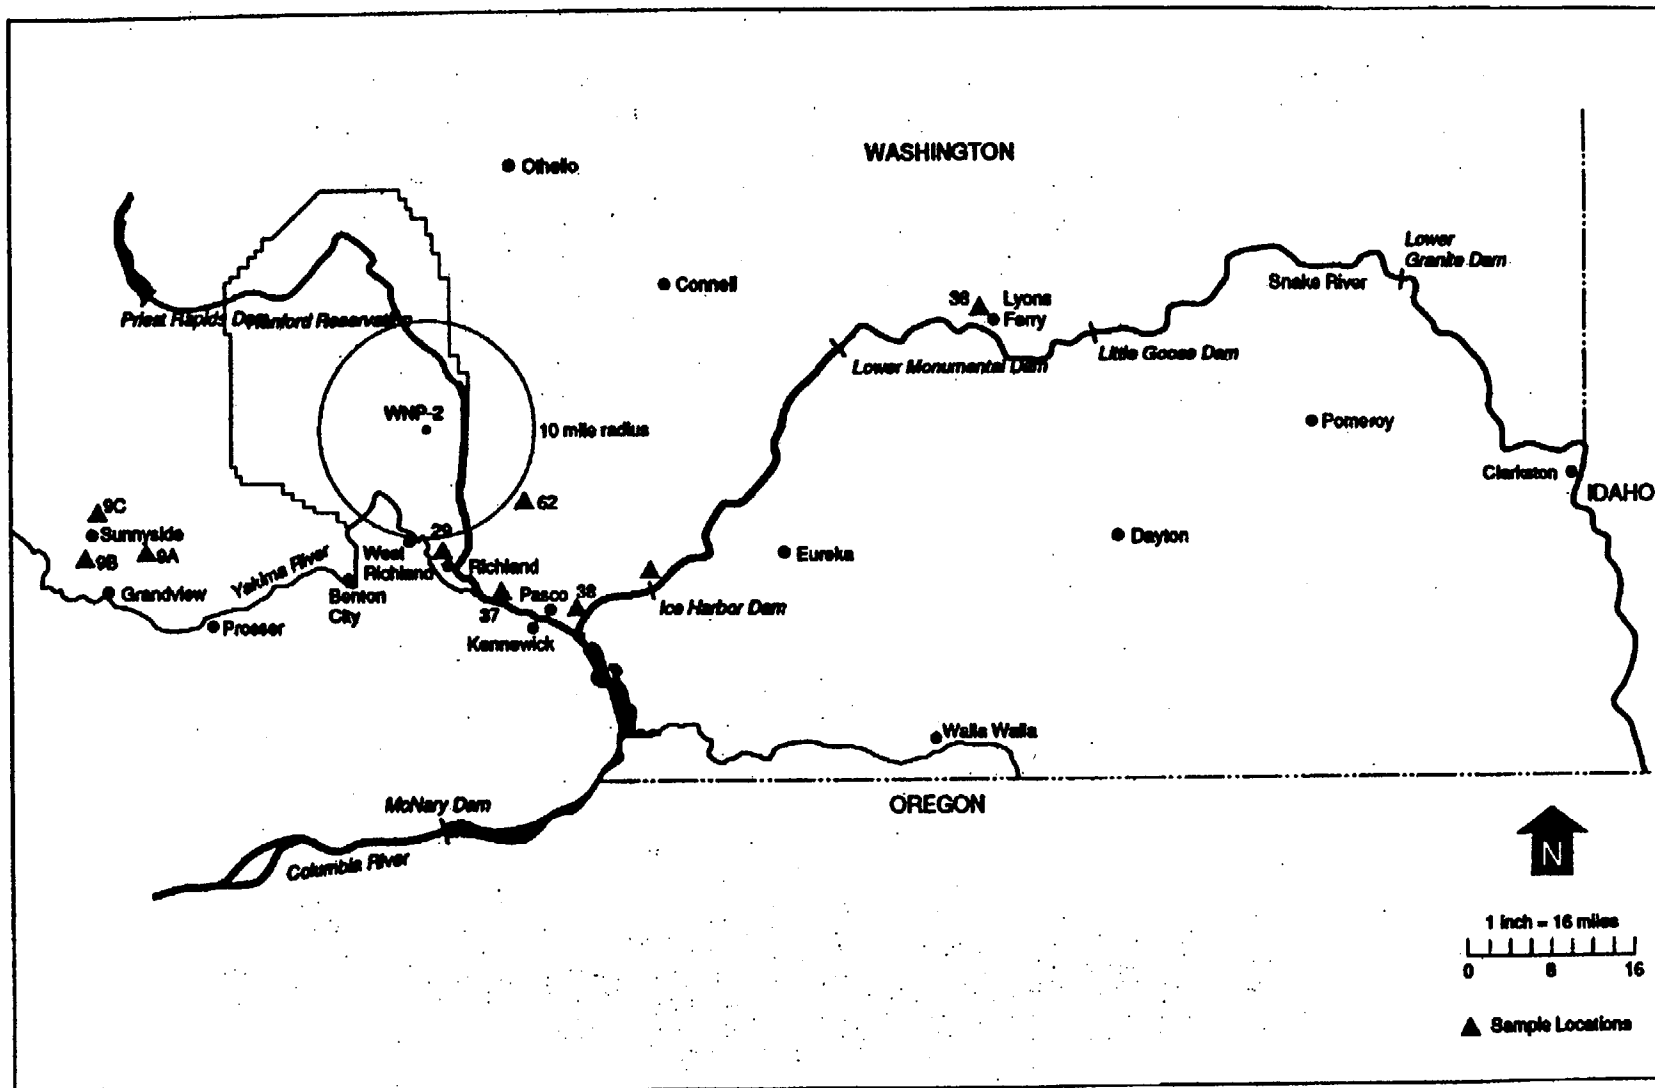 WASHINGTON
Othello
Lower
Granite Dam
Connell
Snake River
38
Lyons
Ferry
Priest Rapids Dam
Hanford Reservation
Little Goose Dam
Lower Monumental Dam
WNP-2
10 mile radius
Pomeroy
Clarkston
IDAHO
9C
62
Sunnyside
29
Dayton
9B
9A
West
Richland
Eureka
Yakima River
Richland
Grandview
Benton
City
Pasco
38
Ice Harbor Dam
37
Prosser
Kennewick
Walla Walla
McNary Dam
OREGON
Columbia River
N
1 inch = 16 miles
0 8 16
Sample Locations